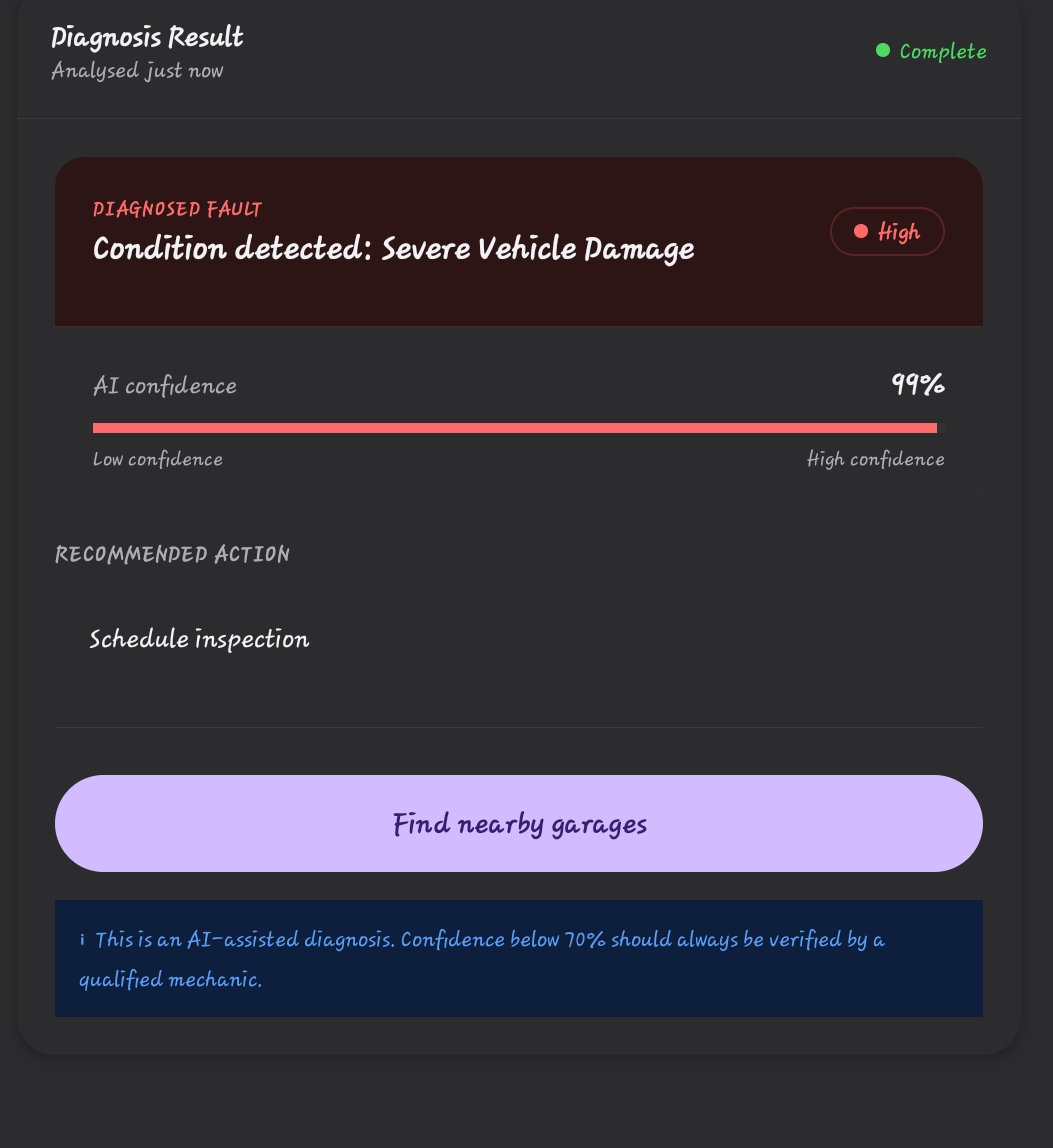 Diagnosis Result
Analysed just now
Complete
DIAGNOSED FAULT
Condition detected: Severe Vehicle Damage
High
AI confidence
99%
Low confidence
High confidence
RECOMMENDED ACTION
Schedule inspection
Find nearby garages
i This is an AI-assisted diagnosis. Confidence below 70% should always be verified by a
qualified mechanic.